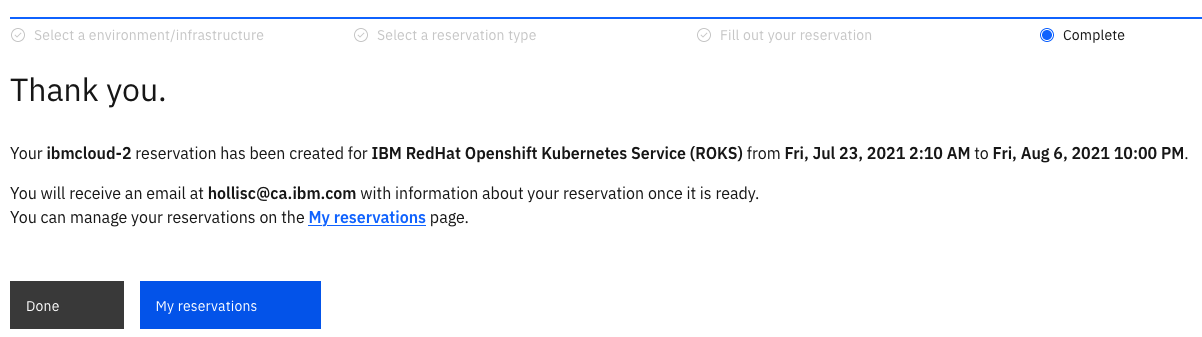 Select a environment/infrastructure Select a reservation type Fill out your reservation Complete
Thank you.
Your ibmcloud-2 reservation has been created for IBM RedHat Openshift Kubernetes Service (ROKS) from Fri, Jul 23, 2021 2:10 AM to Fri, Aug 6, 2021 10:00 PM.
You will receive an email at hollisc@ca.ibm.com with information about your reservation once it is ready.
You can manage your reservations on the My reservations page.
Done My reservations